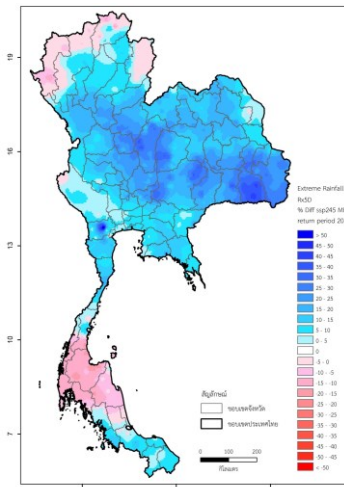 19
16
13
10
7
Extreme Rainfall
Rx5D
% Diff ssp245
return period 20
> 50
45 - 50
40 - 45
35 - 40
30 - 35
25 - 30
20 - 25
15 - 20
10 - 15
5 - 10
0 - 5
0
-5 - 0
-10 - -5
-15 - -10
-20 - -15
-25 - -20
-30 - -25
-35 - -30
-40 - -35
-45 - -40
-50 - -45
< -50
สัญลักษณ์
ขอบเขตจังหวัด
ขอบเขตประเทศไทย
0 100 200
กิโลเมตร